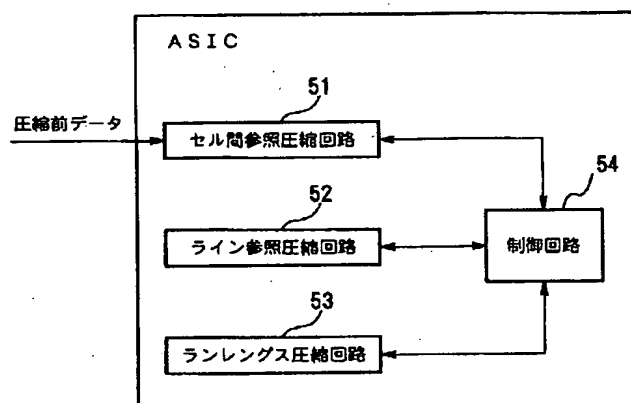 ASIC
51
圧縮前データ
セル間参照圧縮回路
54
52
ライン参照圧縮回路
制御回路
53
ランレングス圧縮回路